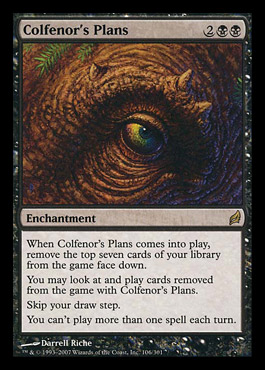 Colfenor's Plans 2
Enchantment
When Colfenor's Plans comes into play,
remove the top seven cards of your library
from the game face down.
You may look at and play cards removed
from the game with Colfenor's Plans.
Skip your draw step.
You can't play more than one spell each turn.
Darrell Riche
™ & © 1993–2007 Wizards of the Coast, Inc. 106/301